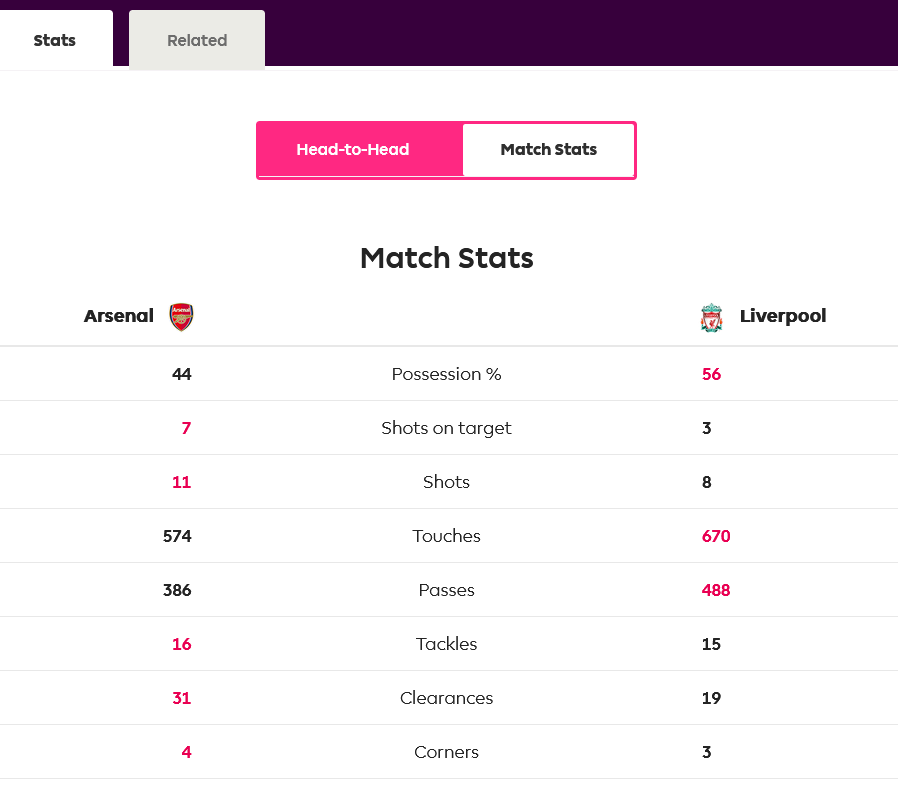 Stats Related
Head-to-Head Match Stats
Match Stats
Arsenal Arsenal Liverpool
44 Possession % 56
7 Shots on target 3
11 Shots 8
574 Touches 670
386 Passes 488
16 Tackles 15
31 Clearances 19
4 Corners 3